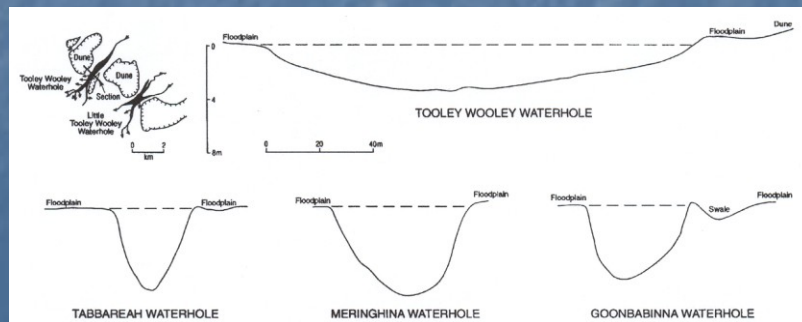 Dune
Tooley Wooley
Waterhole
Dune
Section
Little
Tooley Wooley
Waterhole
0 2
km
Floodplain
Floodplain
Dune
0
4
8m
0 20 40m
TOOLEY WOOLEY WATERHOLE
Floodplain
Floodplain
TABBAREAH WATERHOLE
Floodplain
Floodplain
MERINGHINA WATERHOLE
Floodplain
Swale
Floodplain
GOONBABINNA WATERHOLE